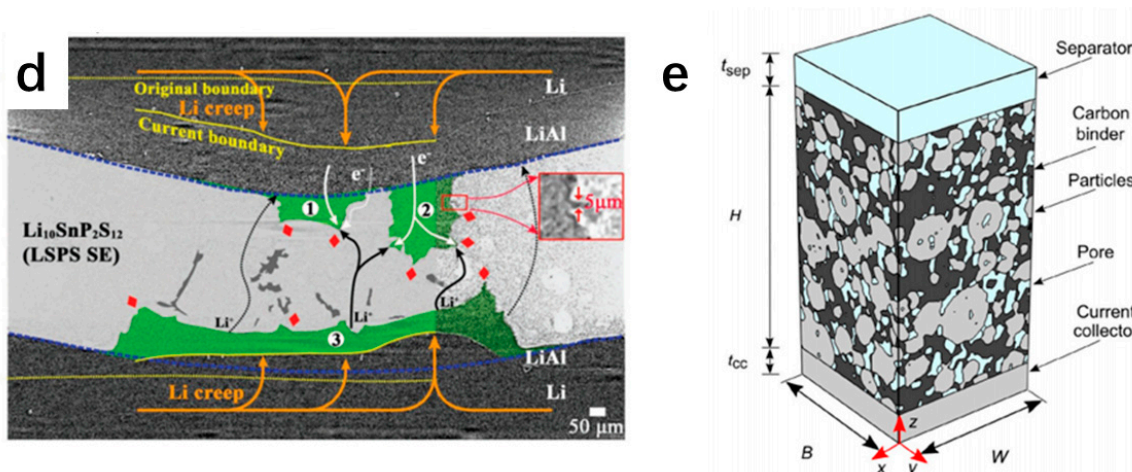 d
Original boundary
Li creep
Current boundary
Li
LiAl
e⁻
e⁻
1
2
5μm
Li₁₀SnP₂S₁₂
(LSPS SE)
Li⁺
Li⁺
Li⁺
3
LiAl
Li creep
Li
50 μm
e
t_sep
H
t_cc
B
W
x
y
z
Separator
Carbon
binder
Particles
Pore
Current
collecto